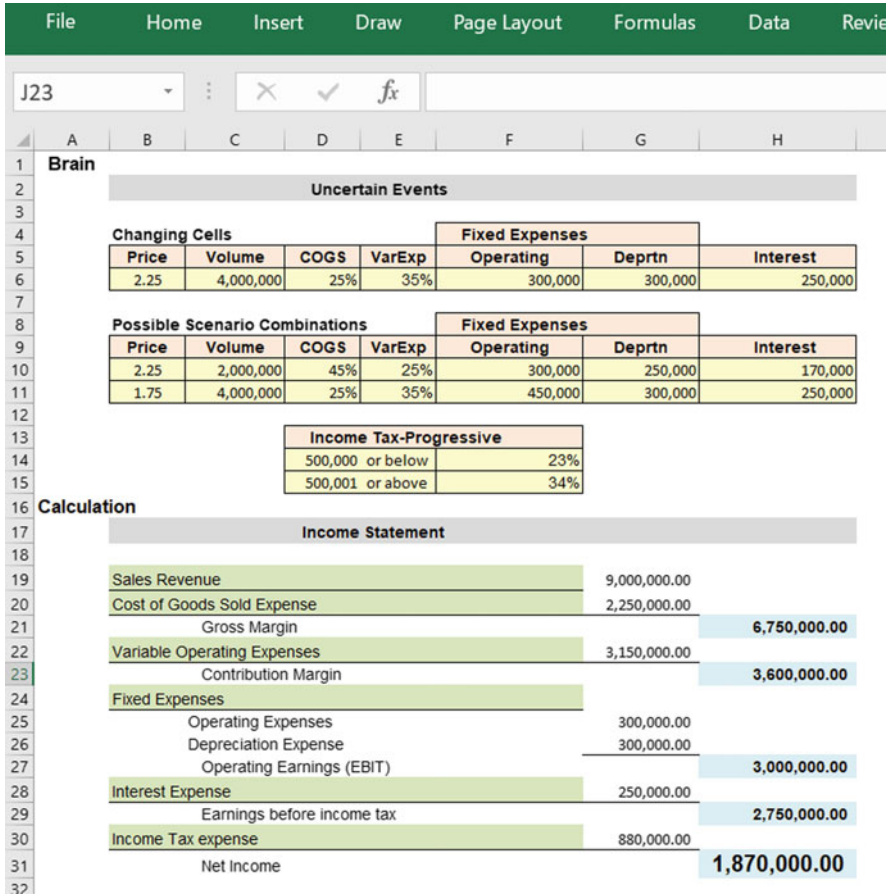 File Home Insert Draw Page Layout Formulas Data Revie
J23 fx
A B C D E F G H
1 Brain
2 Uncertain Events
3
4 Changing Cells Fixed Expenses
5 Price Volume COGS VarExp Operating Deprtn Interest
6 2.25 4,000,000 25% 35% 300,000 300,000 250,000
7
8 Possible Scenario Combinations Fixed Expenses
9 Price Volume COGS VarExp Operating Deprtn Interest
10 2.25 2,000,000 45% 25% 300,000 250,000 170,000
11 1.75 4,000,000 25% 35% 450,000 300,000 250,000
12
13 Income Tax-Progressive
14 500,000 or below 23%
15 500,001 or above 34%
16 Calculation
17 Income Statement
18
19 Sales Revenue 9,000,000.00
20 Cost of Goods Sold Expense 2,250,000.00
21 Gross Margin 6,750,000.00
22 Variable Operating Expenses 3,150,000.00
23 Contribution Margin 3,600,000.00
24 Fixed Expenses
25 Operating Expenses 300,000.00
26 Depreciation Expense 300,000.00
27 Operating Earnings (EBIT) 3,000,000.00
28 Interest Expense 250,000.00
29 Earnings before income tax 2,750,000.00
30 Income Tax expense 880,000.00
31 Net Income 1,870,000.00
32